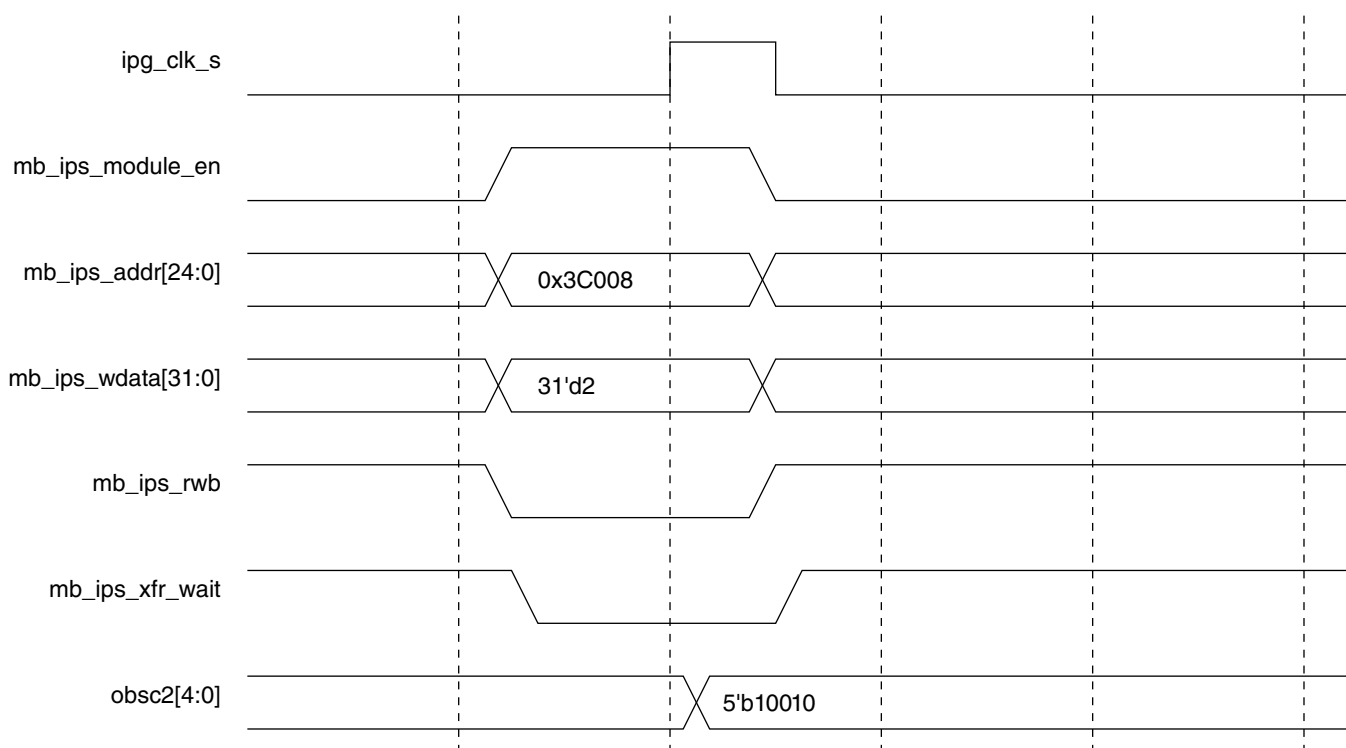 ipg_clk_s
mb_ips_module_en
mb_ips_addr[24:0]
0x3C008
mb_ips_wdata[31:0]
31'd2
mb_ips_rwb
mb_ips_xfr_wait
obsc2[4:0]
5'b10010